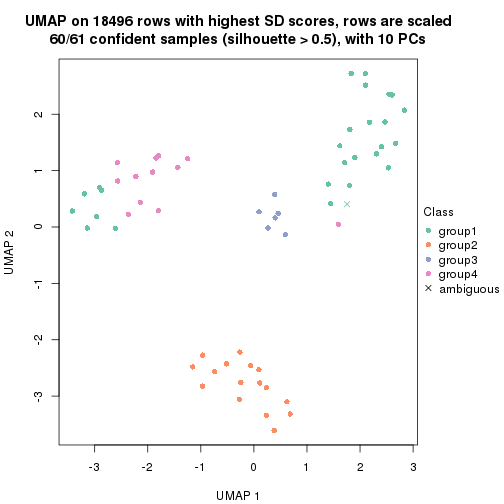 UMAP on 18496 rows with highest SD scores, rows are scaled
60/61 confident samples (silhouette > 0.5), with 10 PCs
2
1
0
-1
-2
-3
UMAP 2
-3
-2
-1
0
1
2
3
UMAP 1
Class
group1
group2
group3
group4
ambiguous